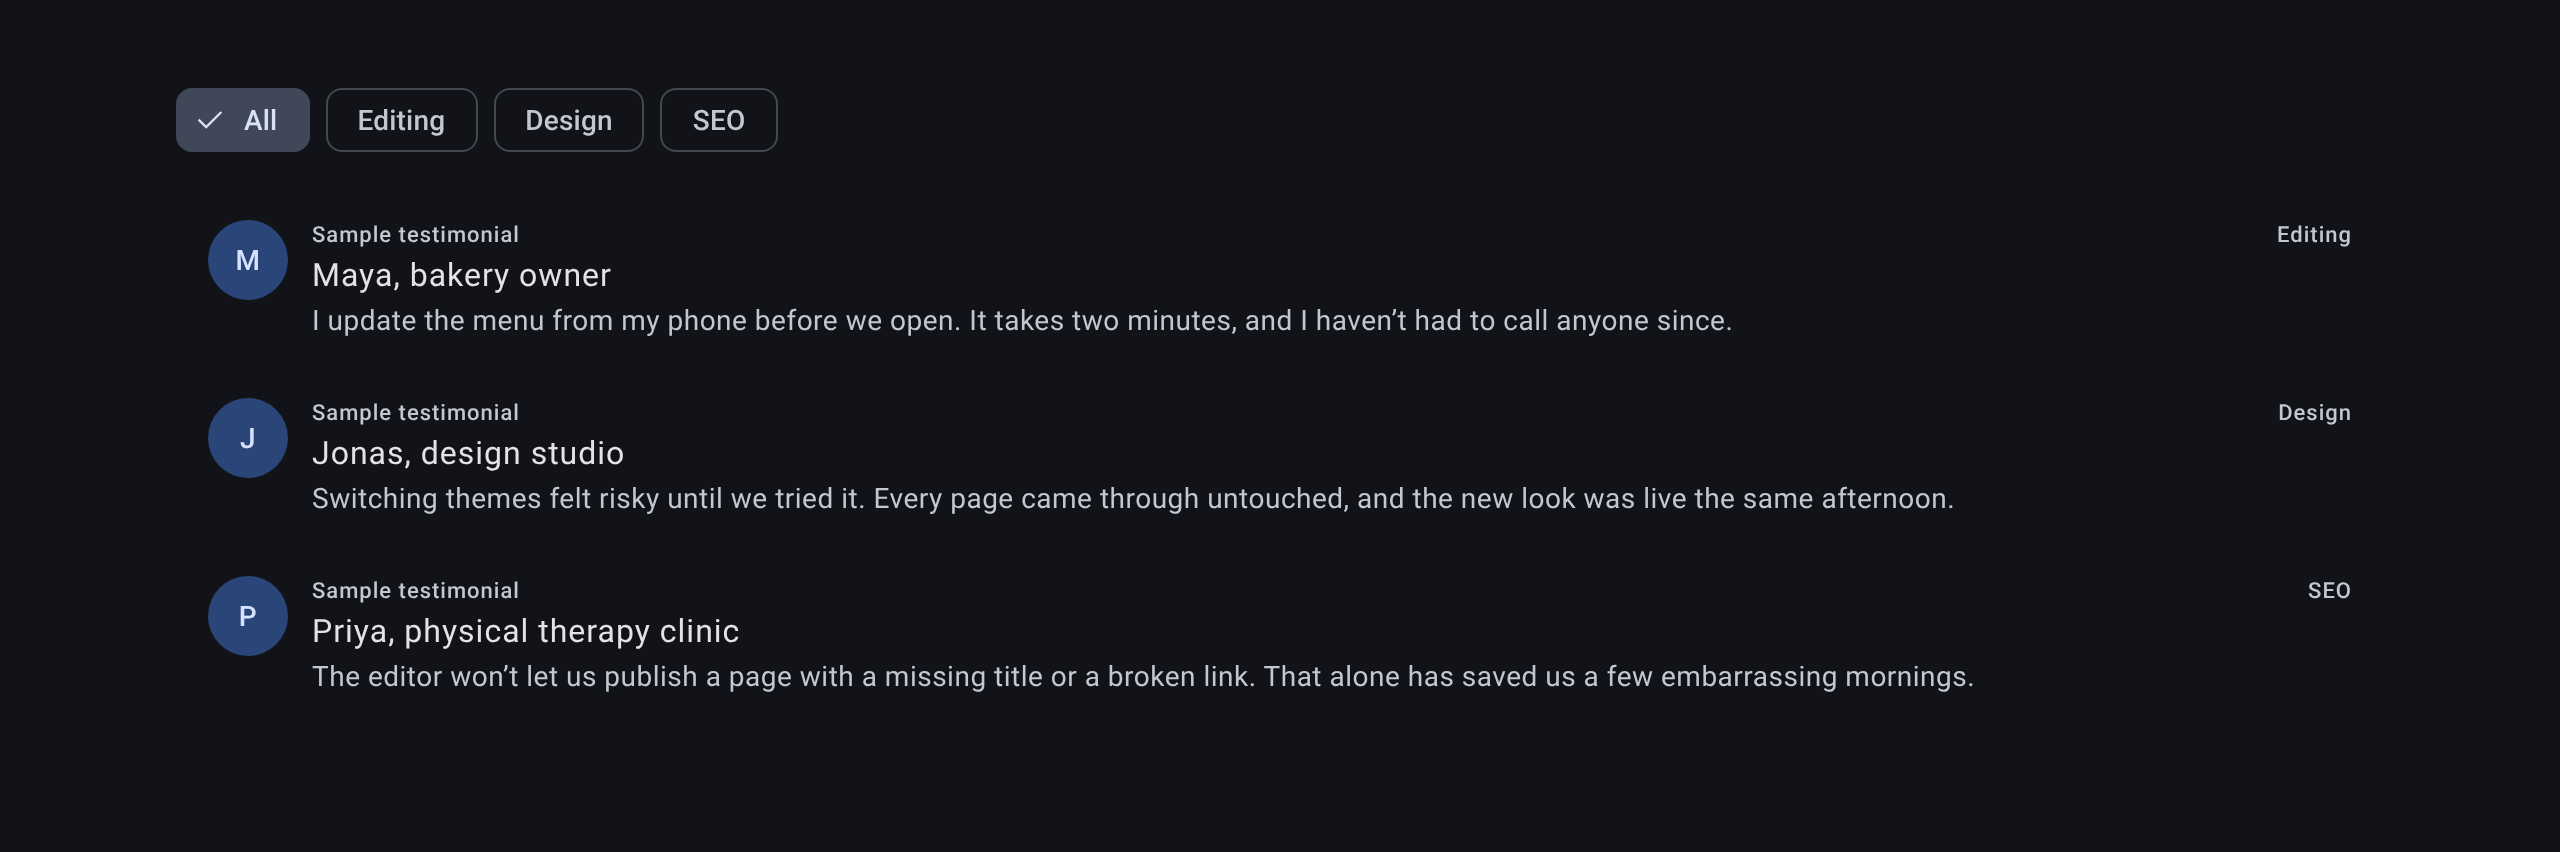 All
Editing
Design
SEO
M
Sample testimonial
Editing
Maya, bakery owner
I update the menu from my phone before we open. It takes two minutes, and I haven’t had to call anyone since.
J
Sample testimonial
Design
Jonas, design studio
Switching themes felt risky until we tried it. Every page came through untouched, and the new look was live the same afternoon.
P
Sample testimonial
SEO
Priya, physical therapy clinic
The editor won’t let us publish a page with a missing title or a broken link. That alone has saved us a few embarrassing mornings.